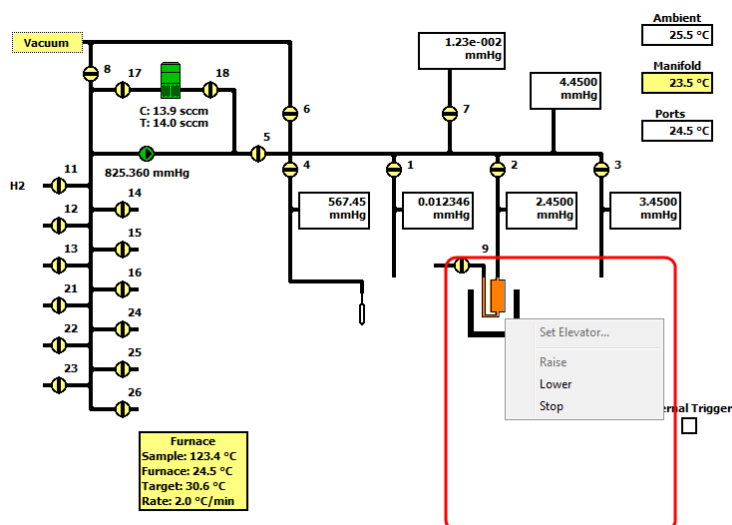 Vacuum
8
17
18
C: 13.9 sccm
T: 14.0 sccm
6
1.23e-002
mmHg
7
4.4500
mmHg
Ambient
25.5 °C
Manifold
23.5 °C
Ports
24.5 °C
5
825.360 mmHg
4
1
2
3
567.45
mmHg
0.012346
mmHg
2.4500
mmHg
3.4500
mmHg
H2
11
12
13
21
22
23
14
15
16
24
25
26
9
Set Elevator...
Raise
Lower
Stop
Trigger
Furnace
Sample: 123.4 °C
Furnace: 24.5 °C
Target: 30.6 °C
Rate: 2.0 °C/min